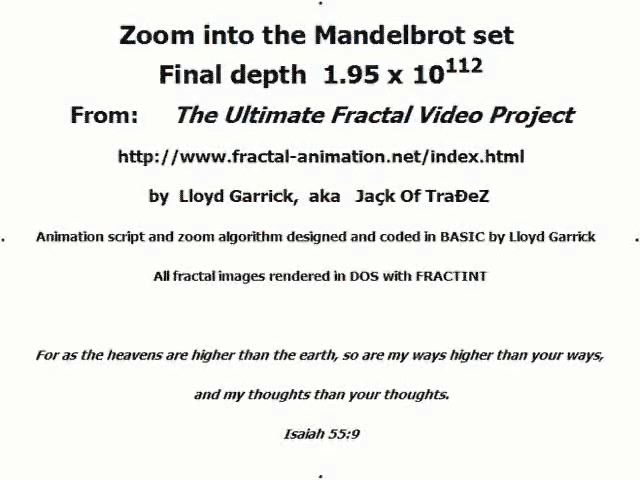 Zoom into the Mandelbrot set
Final depth 1.95 x 10¹¹²
From: The Ultimate Fractal Video Project
http://www.fractal-animation.net/index.html
by Lloyd Garrick, aka Jaçk Of TraÐeZ
Animation script and zoom algorithm designed and coded in BASIC by Lloyd Garrick
All fractal images rendered in DOS with FRACTINT
For as the heavens are higher than the earth, so are my ways higher than your ways,
and my thoughts than your thoughts.
Isaiah 55:9